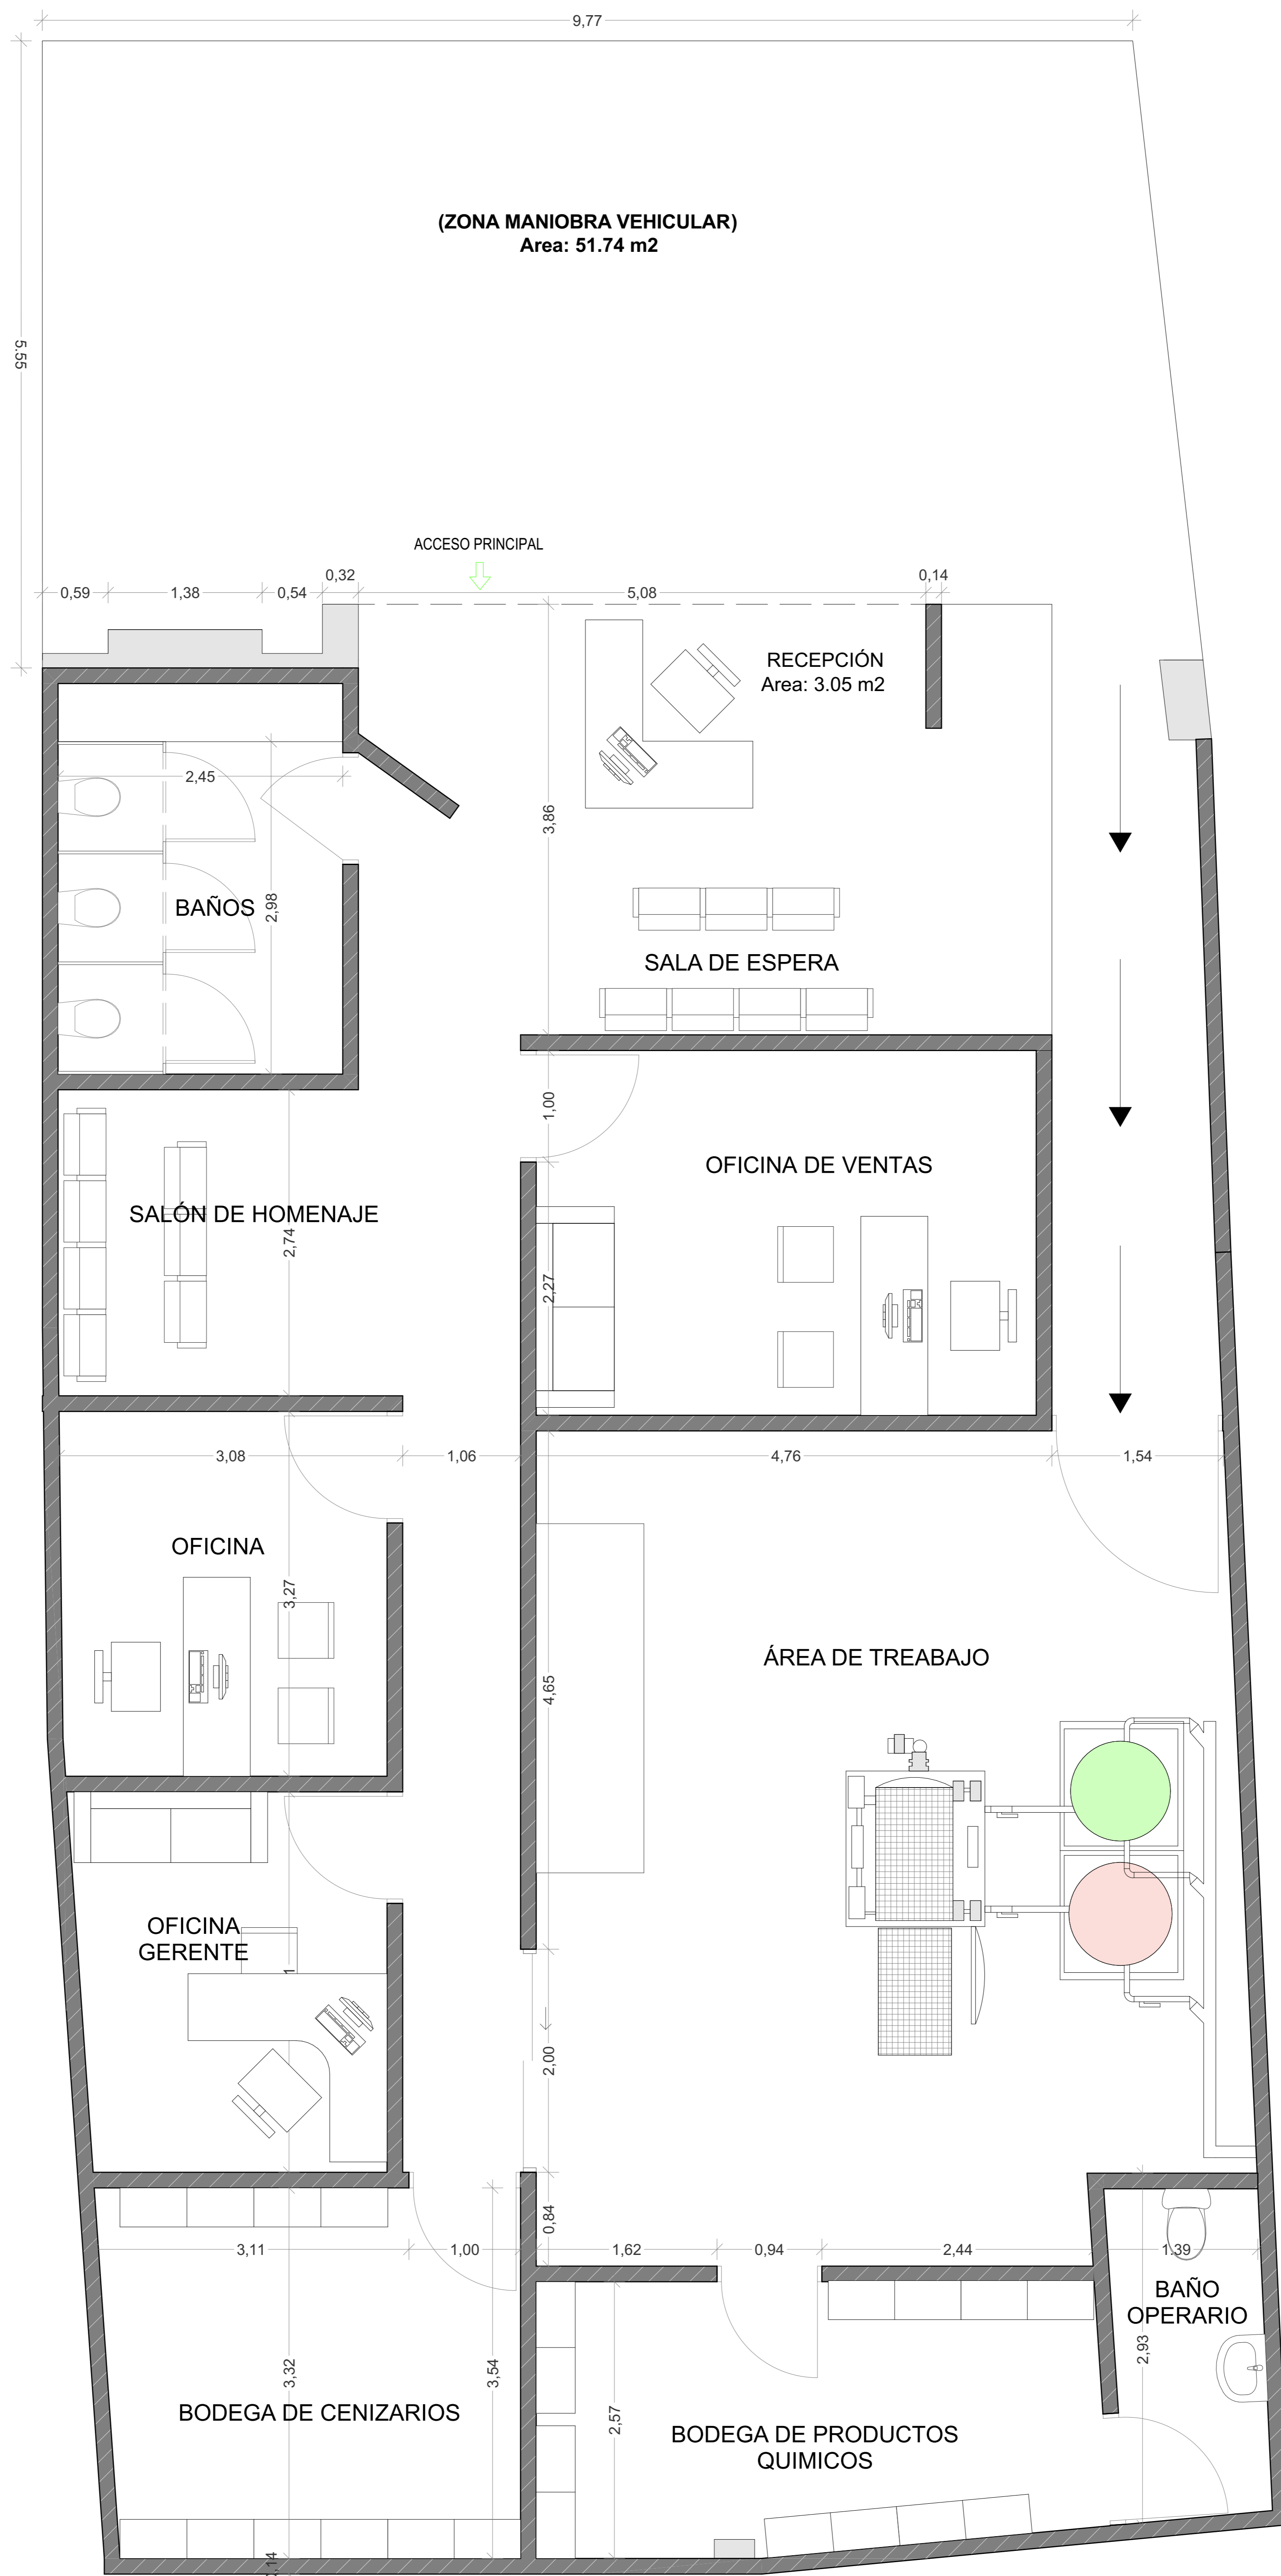 9,77
(ZONA MANIOBRA VEHICULAR)
Area: 51.74 m2
5.55
ACCESO PRINCIPAL
0,59
1,38
0,54
0,32
5,08
0,14
RECEPCIÓN
Area: 3.05 m2
2,45
3,86
BAÑOS
2,98
SALA DE ESPERA
1,00
OFICINA DE VENTAS
SALÓN DE HOMENAJE
2,74
2,27
3,08
1,06
4,76
1,54
OFICINA
3,27
4,65
ÁREA DE TREABAJO
OFICINA
GERENTE
1
2,00
0,84
3,11
1,00
1,62
0,94
2,44
1.39
BAÑO
OPERARIO
3,32
3,54
2,93
2,57
BODEGA DE CENIZARIOS
BODEGA DE PRODUCTOS
QUIMICOS